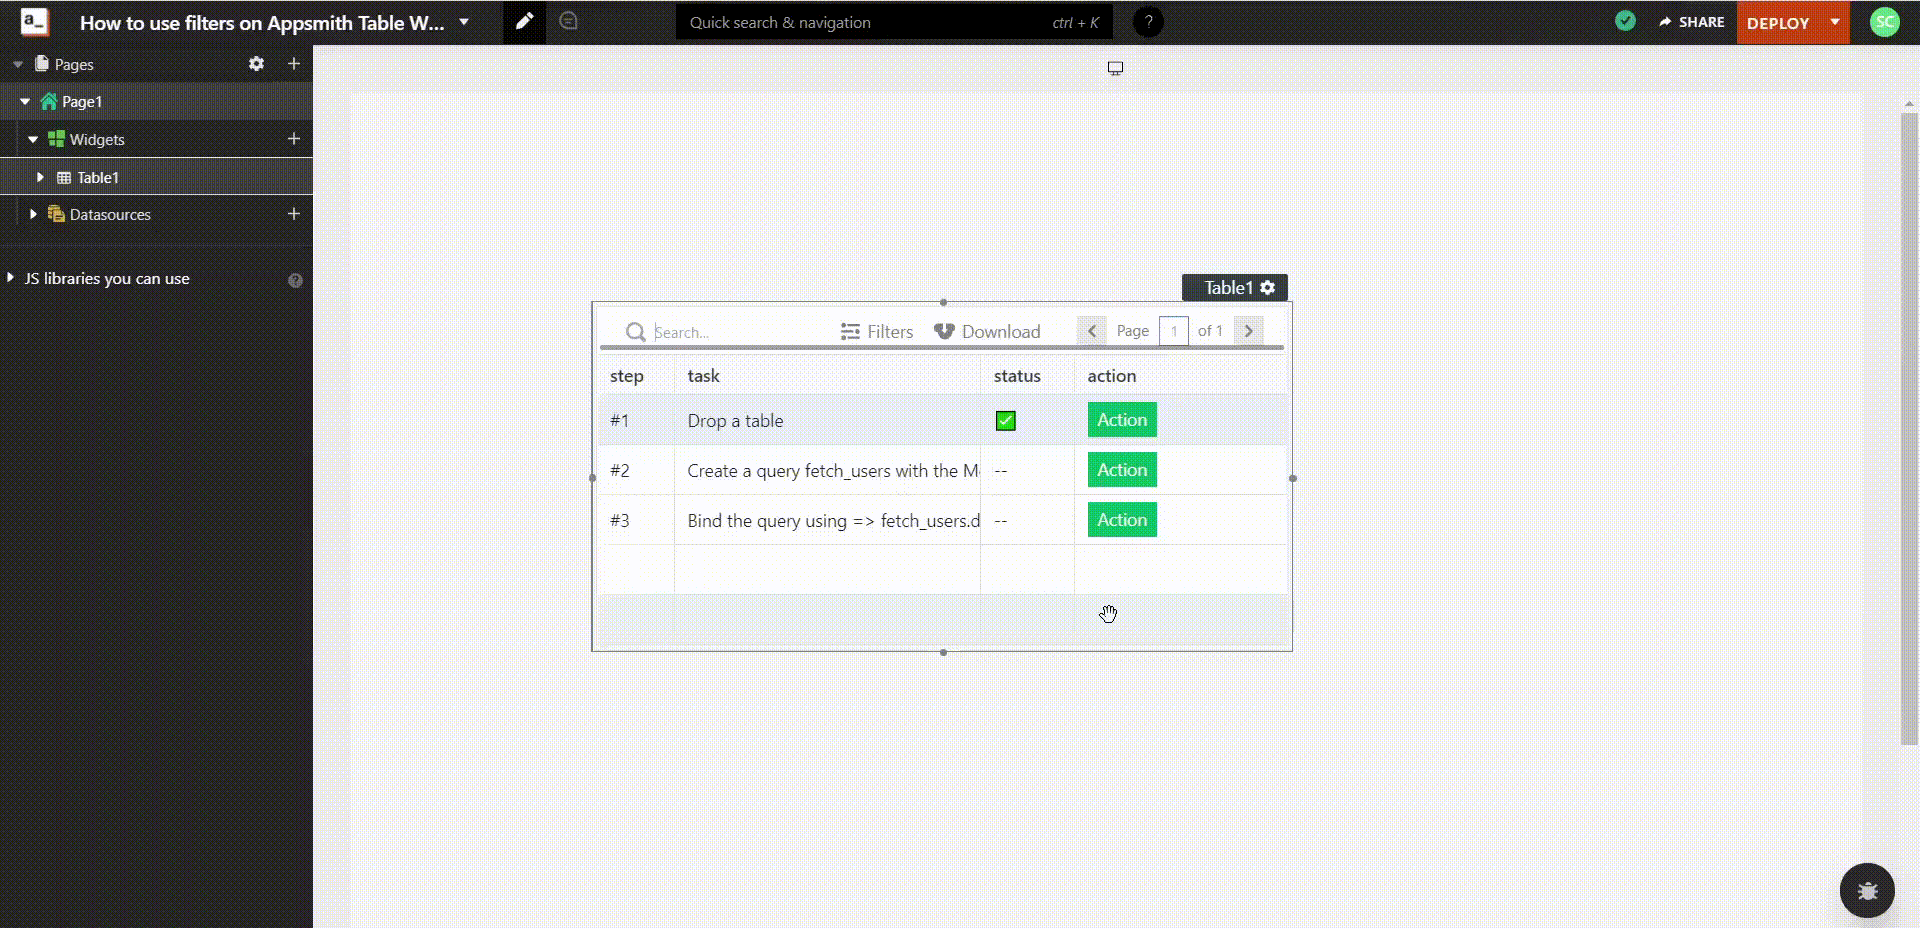 a_ How to use filters on Appsmith Table W... Quick search & navigation ctrl + K ? SHARE DEPLOY SC
Pages
Page1
Widgets
Table1
Datasources
JS libraries you can use ?
Table1
Search... Filters Download Page 1 of 1
step task status action
#1 Drop a table Action
#2 Create a query fetch_users with the M -- Action
#3 Bind the query using => fetch_users.d -- Action